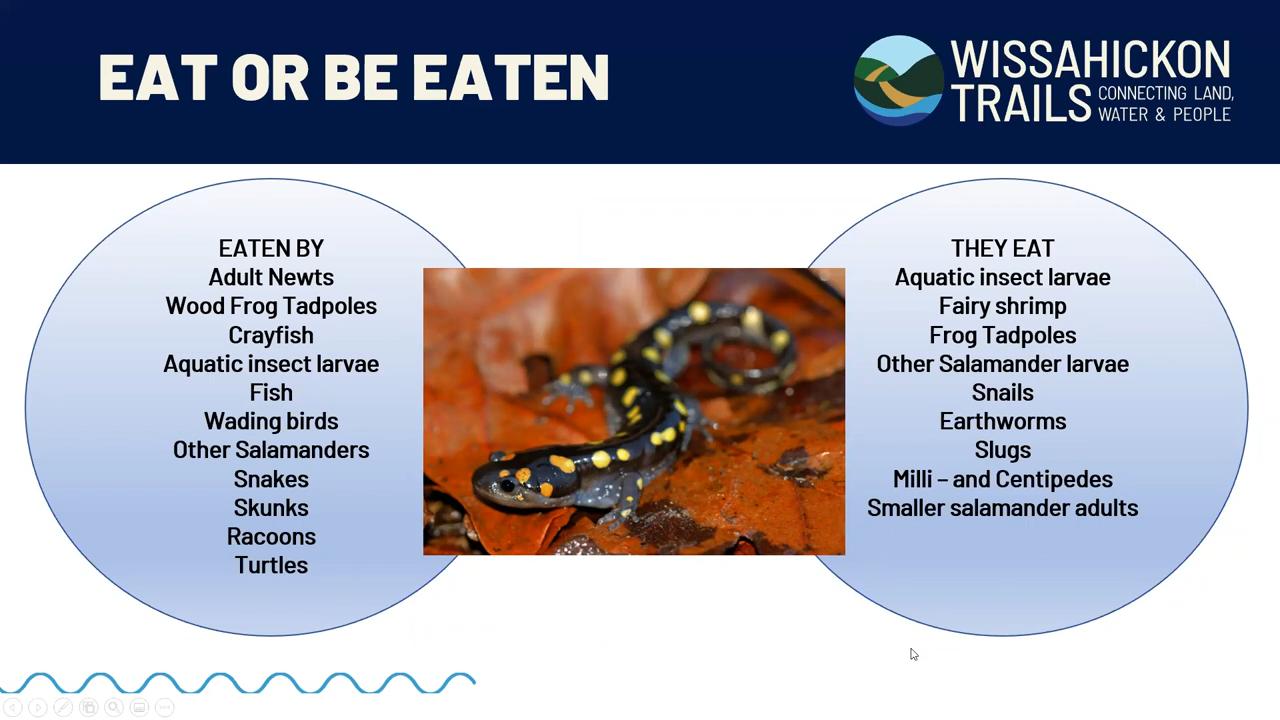 EAT OR BE EATEN
WISSAHICKON
TRAILS CONNECTING LAND,
WATER & PEOPLE
EATEN BY
Adult Newts
Wood Frog Tadpoles
Crayfish
Aquatic insect larvae
Fish
Wading birds
Other Salamanders
Snakes
Skunks
Racoons
Turtles
THEY EAT
Aquatic insect larvae
Fairy shrimp
Frog Tadpoles
Other Salamander larvae
Snails
Earthworms
Slugs
Milli – and Centipedes
Smaller salamander adults